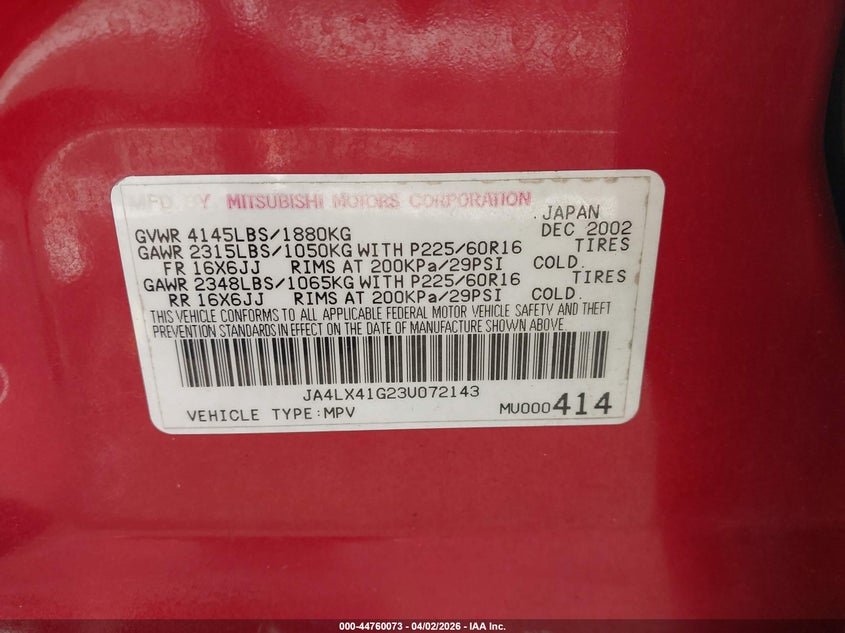 MFD BY MITSUBISHI MOTORS CORPORATION
JAPAN
GVWR 4145LBS/1880KG DEC 2002
GAWR 2315LBS/1050KG WITH P225/60R16 TIRES
FR 16X6JJ RIMS AT 200KPa/29PSI COLD.
GAWR 2348LBS/1065KG WITH P225/60R16 TIRES
RR 16X6JJ RIMS AT 200KPa/29PSI COLD.
THIS VEHICLE CONFORMS TO ALL APPLICABLE FEDERAL MOTOR VEHICLE SAFETY AND THEFT
PREVENTION STANDARDS IN EFFECT ON THE DATE OF MANUFACTURE SHOWN ABOVE
JA4LX41G23U072143
VEHICLE TYPE:MPV MU000414
000-44760073 - 04/02/2026 - IAA Inc.